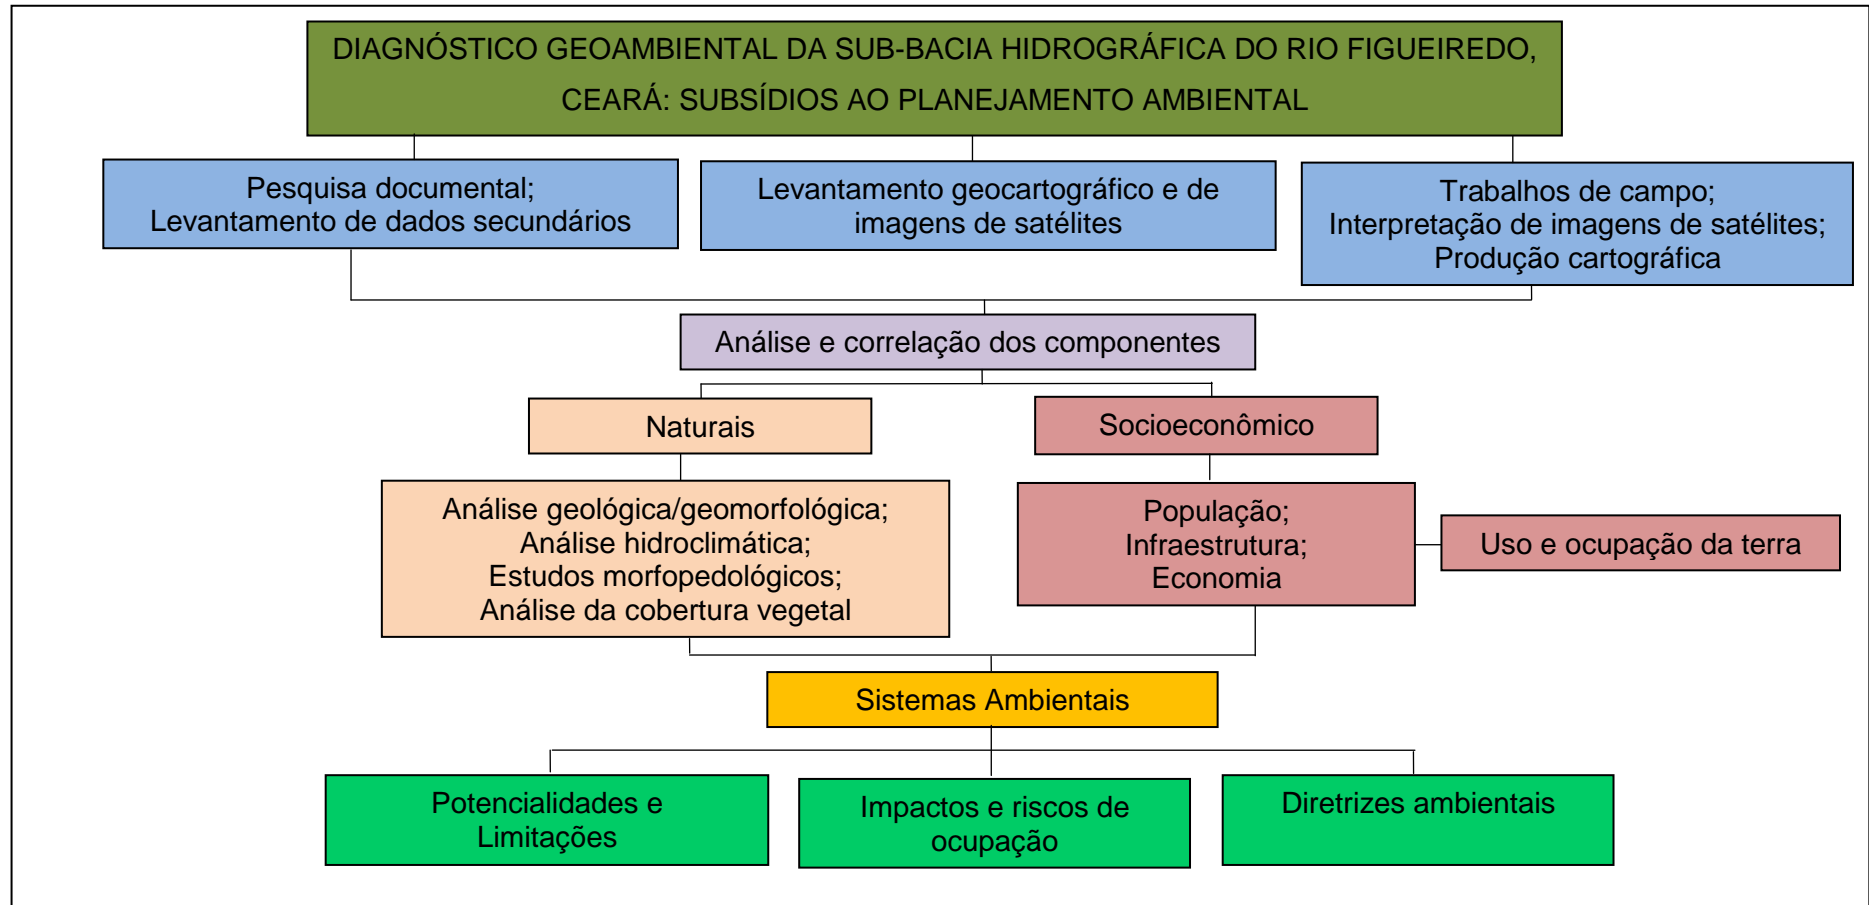 DIAGNÓSTICO GEOAMBIENTAL DA SUB-BACIA HIDROGRÁFICA DO RIO FIGUEIREDO,
CEARÁ: SUBSÍDIOS AO PLANEJAMENTO AMBIENTAL
Pesquisa documental;
Levantamento de dados secundários
Levantamento geocartográfico e de
imagens de satélites
Trabalhos de campo;
Interpretação de imagens de satélites;
Produção cartográfica
Análise e correlação dos componentes
Naturais
Socioeconômico
Análise geológica/geomorfológica;
Análise hidroclimática;
Estudos morfopedológicos;
Análise da cobertura vegetal
População;
Infraestrutura;
Economia
Uso e ocupação da terra
Sistemas Ambientais
Potencialidades e
Limitações
Impactos e riscos de
ocupação
Diretrizes ambientais